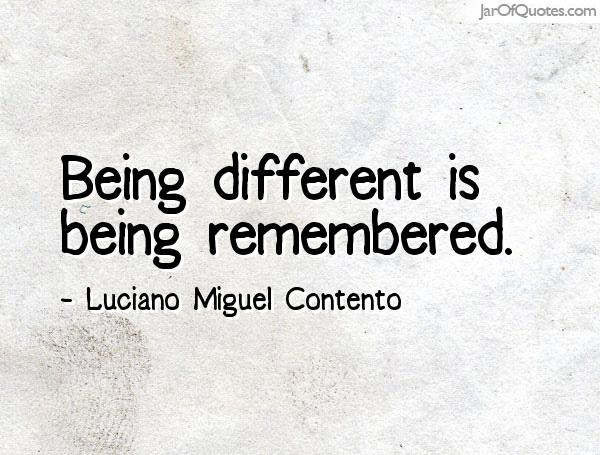 JarOfQuotes.com
Being different is
being remembered.
- Luciano Miguel Contento